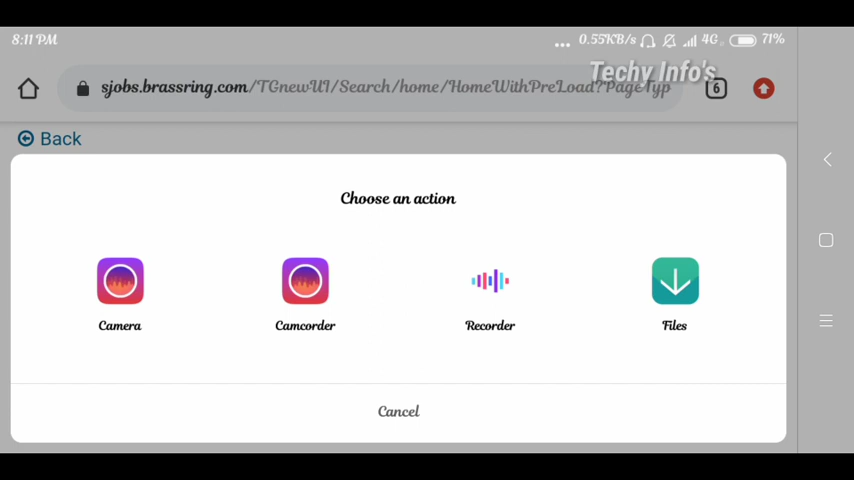 8:11 PM
... 0.55KB/s 4G 71%
Techy Info's
sjobs.brassring.com/TGnewUI/Search/home/HomeWithPreLoad?PageTyp
6
Back
Choose an action
Camera
Camcorder
Recorder
Files
Cancel